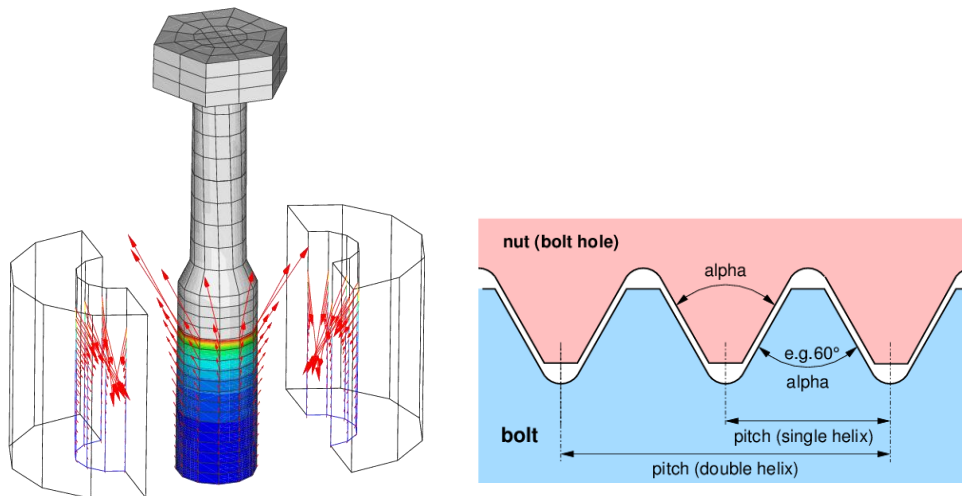 nut (bolt hole)
alpha
e.g.60°
alpha
bolt
pitch (single helix)
pitch (double helix)